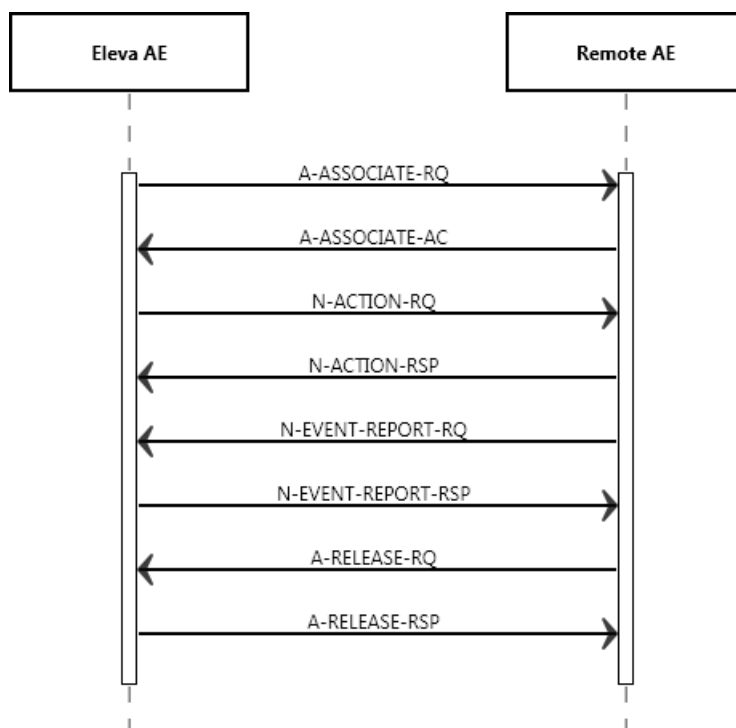 Eleva AE
Remote AE
A-ASSOCIATE-RQ
A-ASSOCIATE-AC
N-ACTION-RQ
N-ACTION-RSP
N-EVENT-REPORT-RQ
N-EVENT-REPORT-RSP
A-RELEASE-RQ
A-RELEASE-RSP